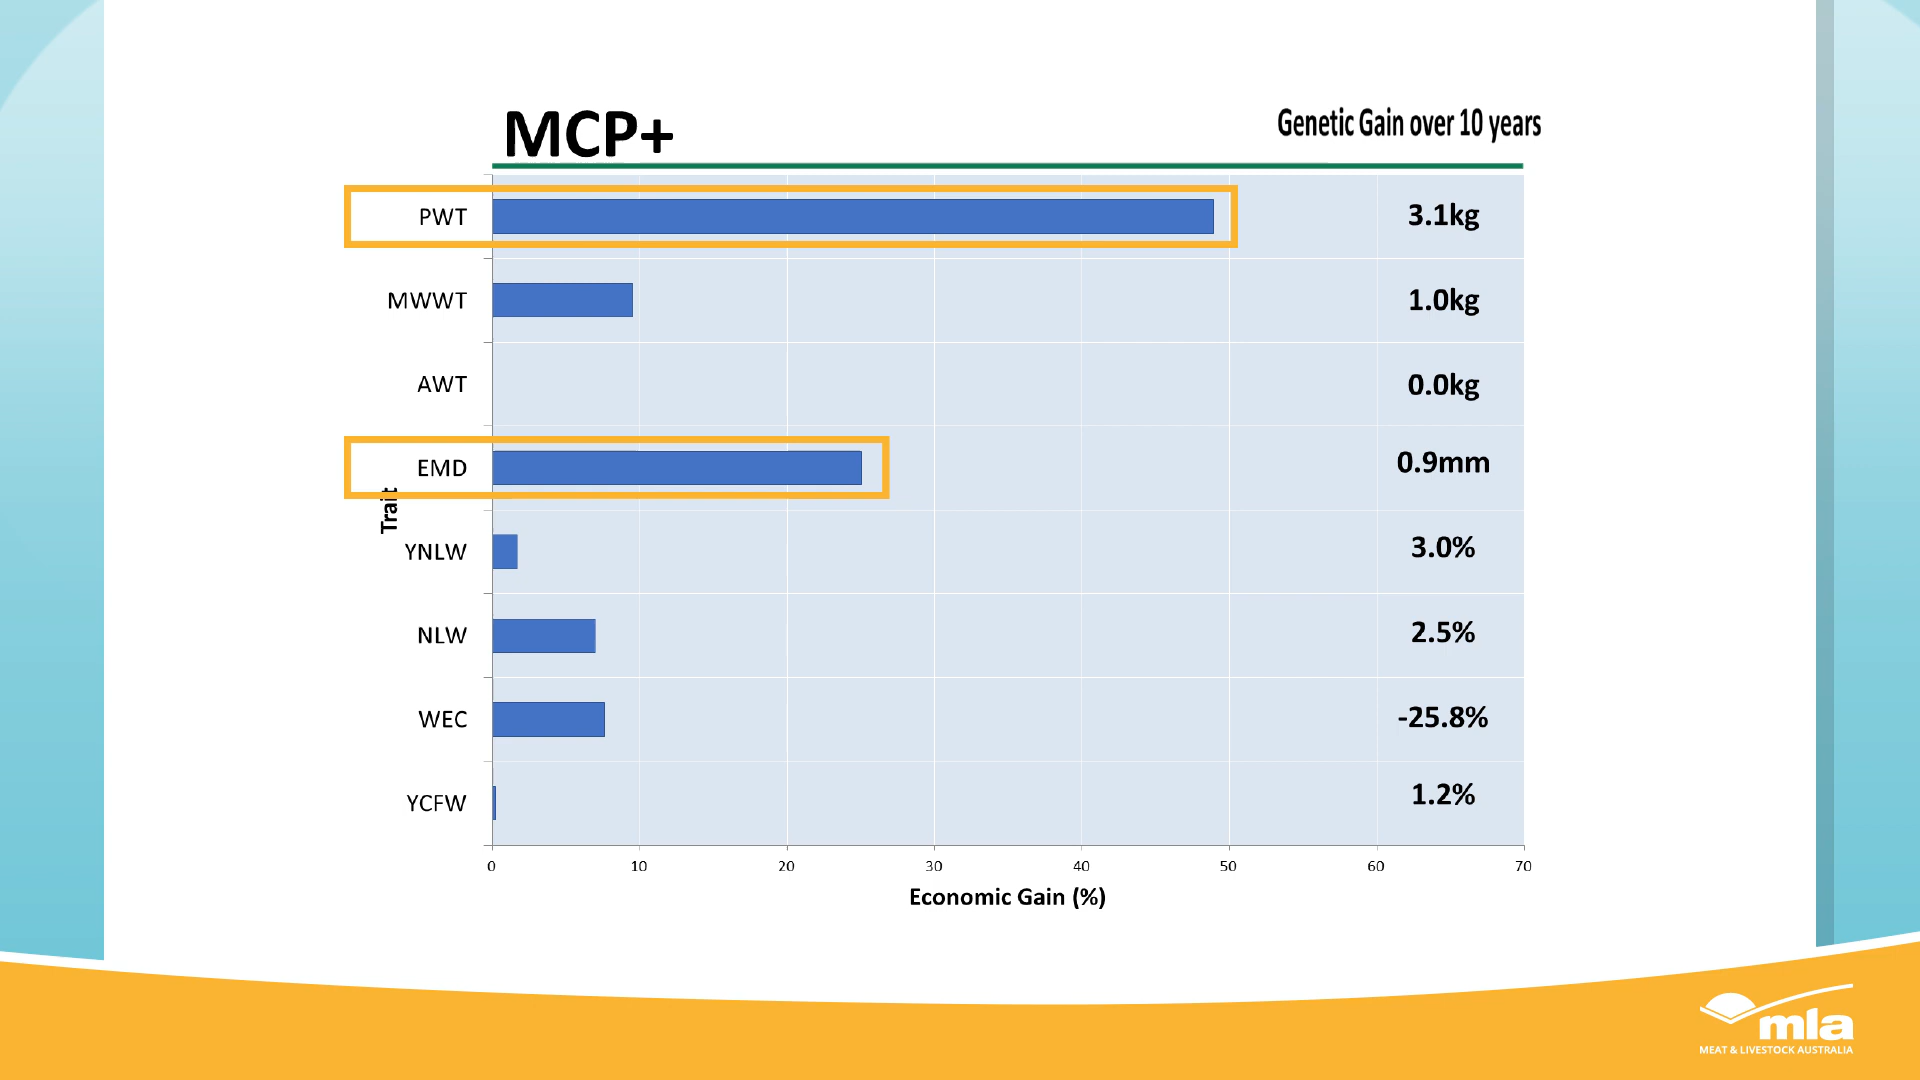 MCP+
Genetic Gain over 10 years
PWT 3.1kg
MWWT 1.0kg
AWT 0.0kg
EMD 0.9mm
Trait
YNLW 3.0%
NLW 2.5%
WEC -25.8%
YCFW 1.2%
0 10 20 30 40 50 60 70
Economic Gain (%)
mla
MEAT & LIVESTOCK AUSTRALIA